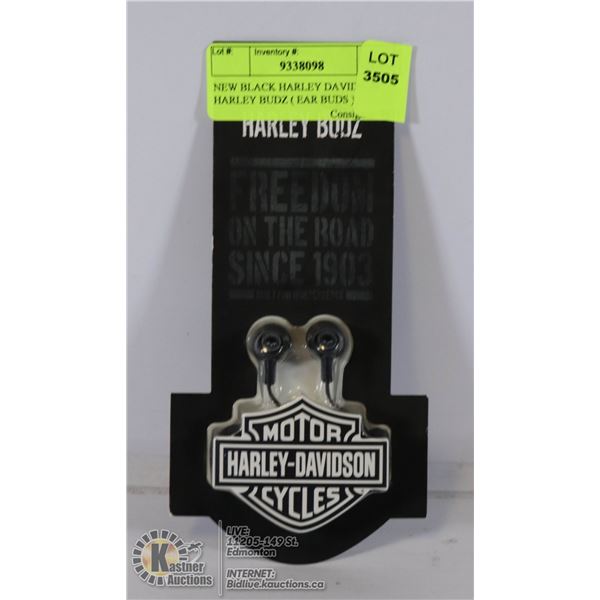 Lot #:
Inventory #:
9338098
LOT
3505
NEW BLACK HARLEY DAVID
HARLEY BUDZ ( EAR BUDS )
Consig
HARLEY BUDZ
FREEDOM
ON THE ROAD
SINCE 1903
MOTOR
HARLEY-DAVIDSON
CYCLES
Kastner
Auctions
LIVE:
11205-149 St.
Edmonton
INTERNET:
Bidlive.kauctions.ca